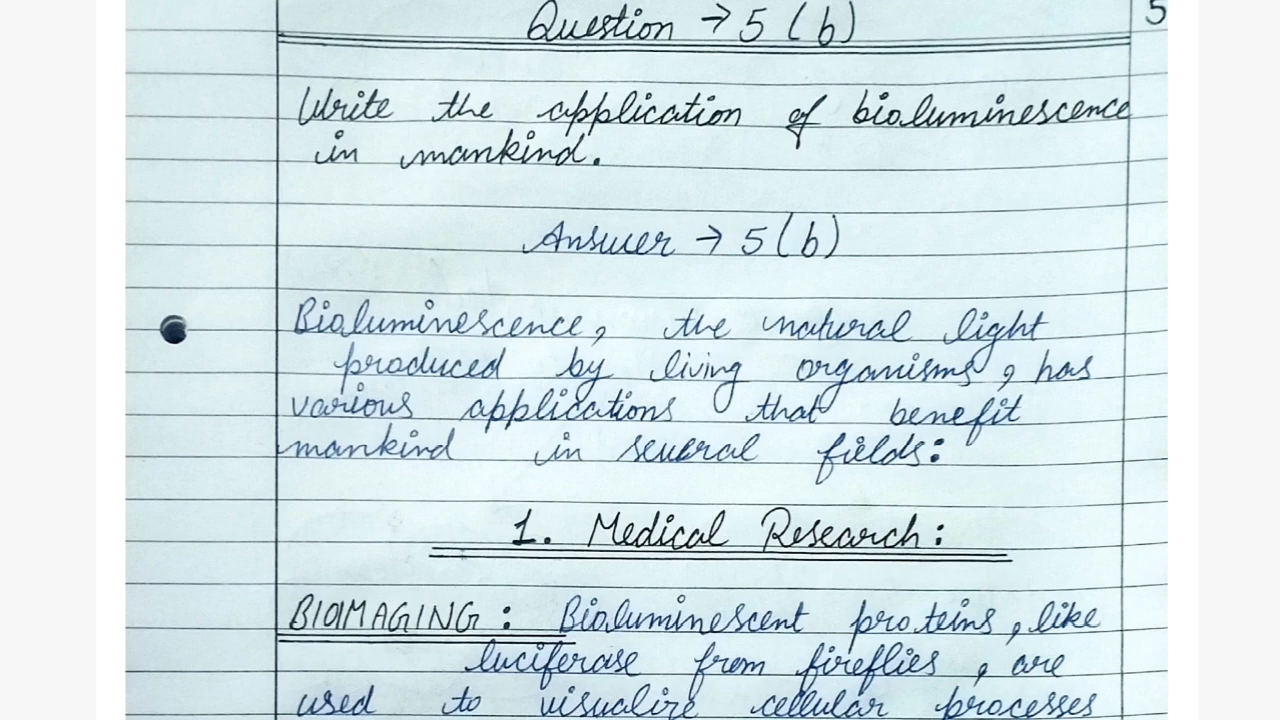 Question → 5 (b)
5
Write the application of bioluminescence
in mankind.
Answer → 5(b)
Bioluminescence, the natural light
produced by living organisms, has
various applications that benefit
mankind in several fields:
1. Medical Research:
BIOIMAGING: Bioluminescent proteins, like
luciferase from fireflies, are
used to visualize cellular processes